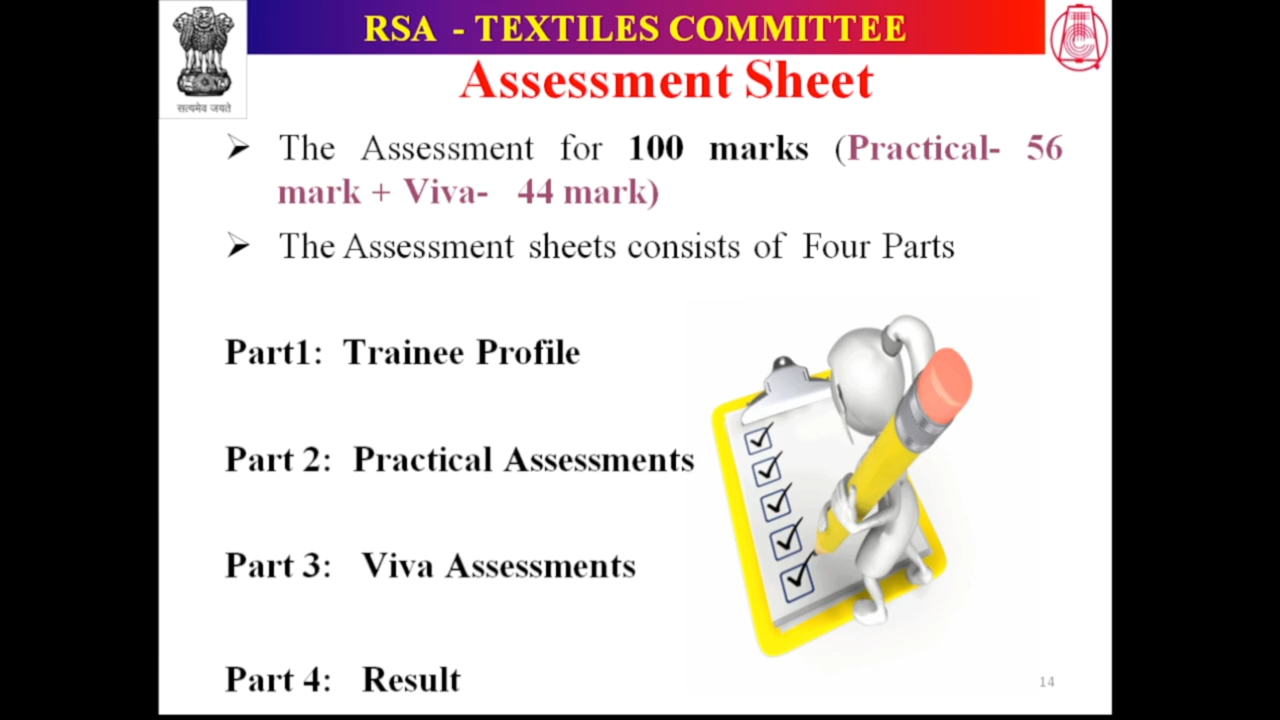 RSA - TEXTILES COMMITTEE
सत्यमेव जयते
Assessment Sheet
The Assessment for 100 marks (Practical- 56
mark + Viva- 44 mark)
The Assessment sheets consists of Four Parts
Part1: Trainee Profile
Part 2: Practical Assessments
Part 3: Viva Assessments
Part 4: Result
14